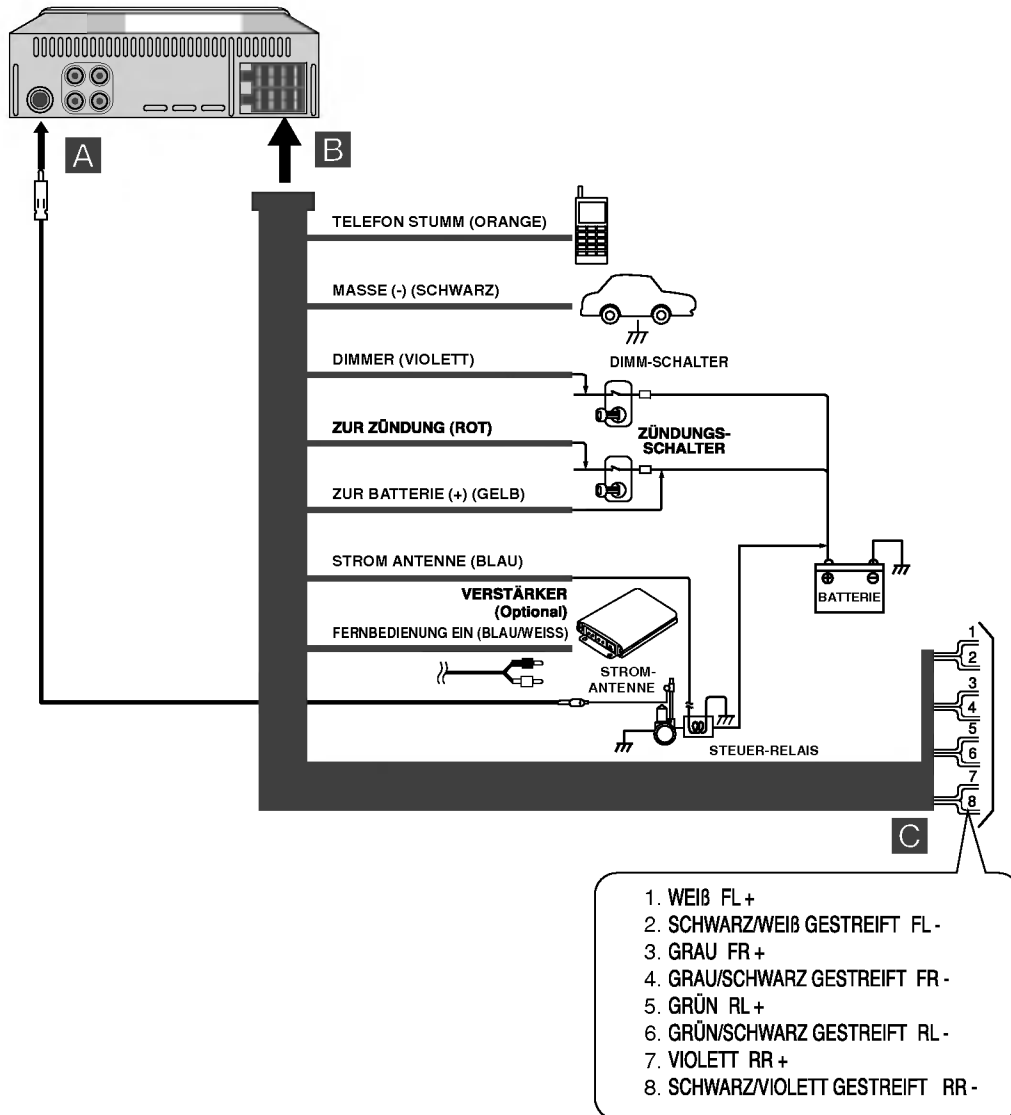 A
B
TELEFON STUMM (ORANGE)
MASSE (-) (SCHWARZ)
DIMMER (VIOLETT)
DIMM-SCHALTER
ZUR ZÜNDUNG (ROT)
ZÜNDUNGS-
SCHALTER
ZUR BATTERIE (+) (GELB)
STROM ANTENNE (BLAU)
BATTERIE
VERSTÄRKER
(Optional)
FERNBEDIENUNG EIN (BLAU/WEISS)
STROM-
ANTENNE
STEUER-RELAIS
1
2
3
4
5
6
7
8
C
1. WEIß FL +
2. SCHWARZ/WEIß GESTREIFT FL -
3. GRAU FR +
4. GRAU/SCHWARZ GESTREIFT FR -
5. GRÜN RL +
6. GRÜN/SCHWARZ GESTREIFT RL -
7. VIOLETT RR +
8. SCHWARZ/VIOLETT GESTREIFT RR -